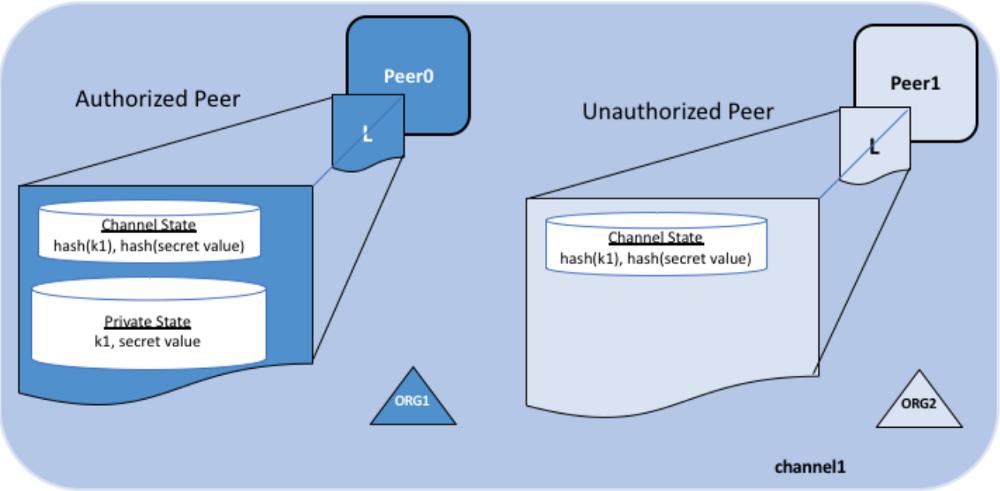 Authorized Peer
Peer0
L
Channel State
hash(k1), hash(secret value)
Private State
k1, secret value
ORG1
Unauthorized Peer
Peer1
L
Channel State
hash(k1), hash(secret value)
ORG2
channel1